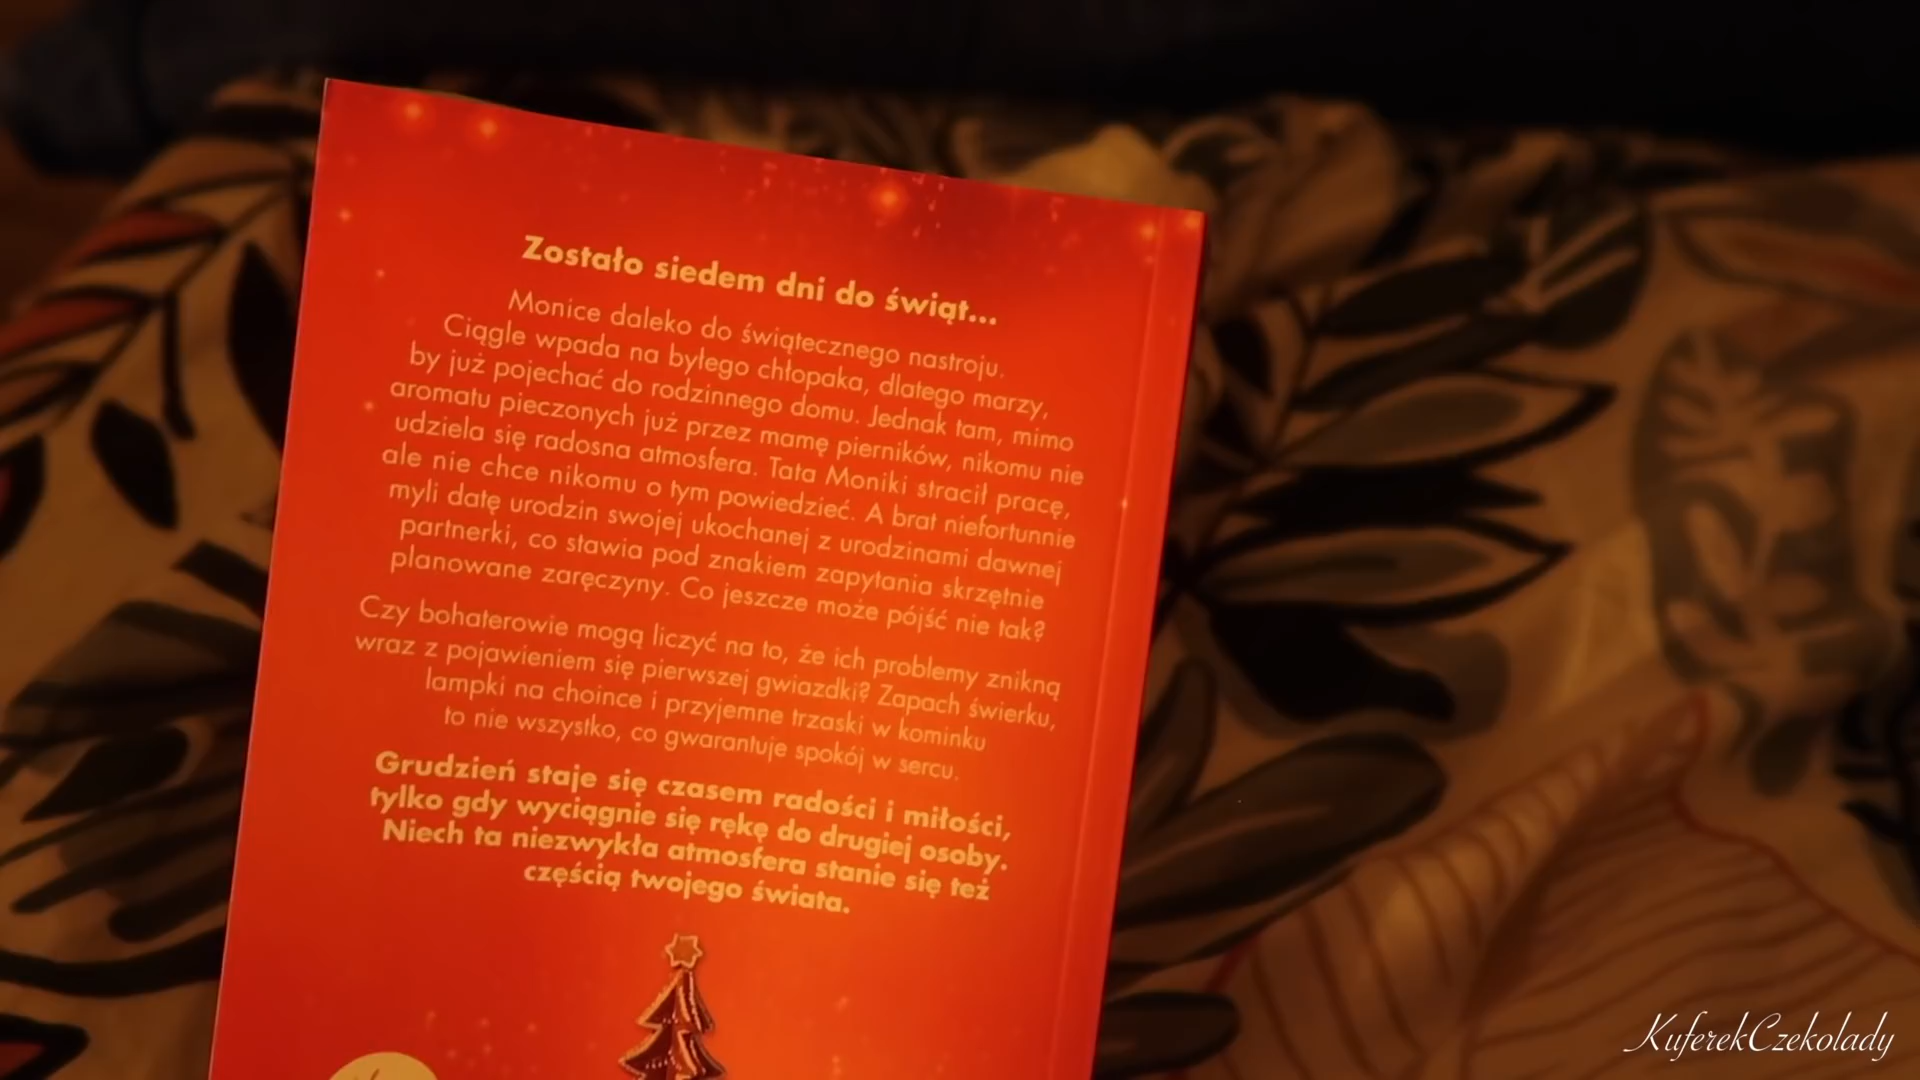 Zostało siedem dni do świąt...
Monice daleko do świątecznego nastroju.
Ciągle wpada na byłego chłopaka, dlatego marzy,
by już pojechać do rodzinnego domu. Jednak tam, mimo
aromatu pieczonych już przez mamę pierników, nikomu nie
udziela się radosna atmosfera. Tata Moniki stracił pracę,
ale nie chce nikomu o tym powiedzieć. A brat niefortunnie
myli datę urodzin swojej ukochanej z urodzinami dawnej
partnerki, co stawia pod znakiem zapytania skrzętnie
planowane zaręczyny. Co jeszcze może pójść nie tak?
Czy bohaterowie mogą liczyć na to, że ich problemy znikną
wraz z pojawieniem się pierwszej gwiazdki? Zapach świerku,
lampki na choince i przyjemne trzaski w kominku
to nie wszystko, co gwarantuje spokój w sercu.
Grudzień staje się czasem radości i miłości,
tylko gdy wyciągnie się rękę do drugiej osoby.
Niech ta niezwykła atmosfera stanie się też
częścią twojego świata.
KuferekCzekolady